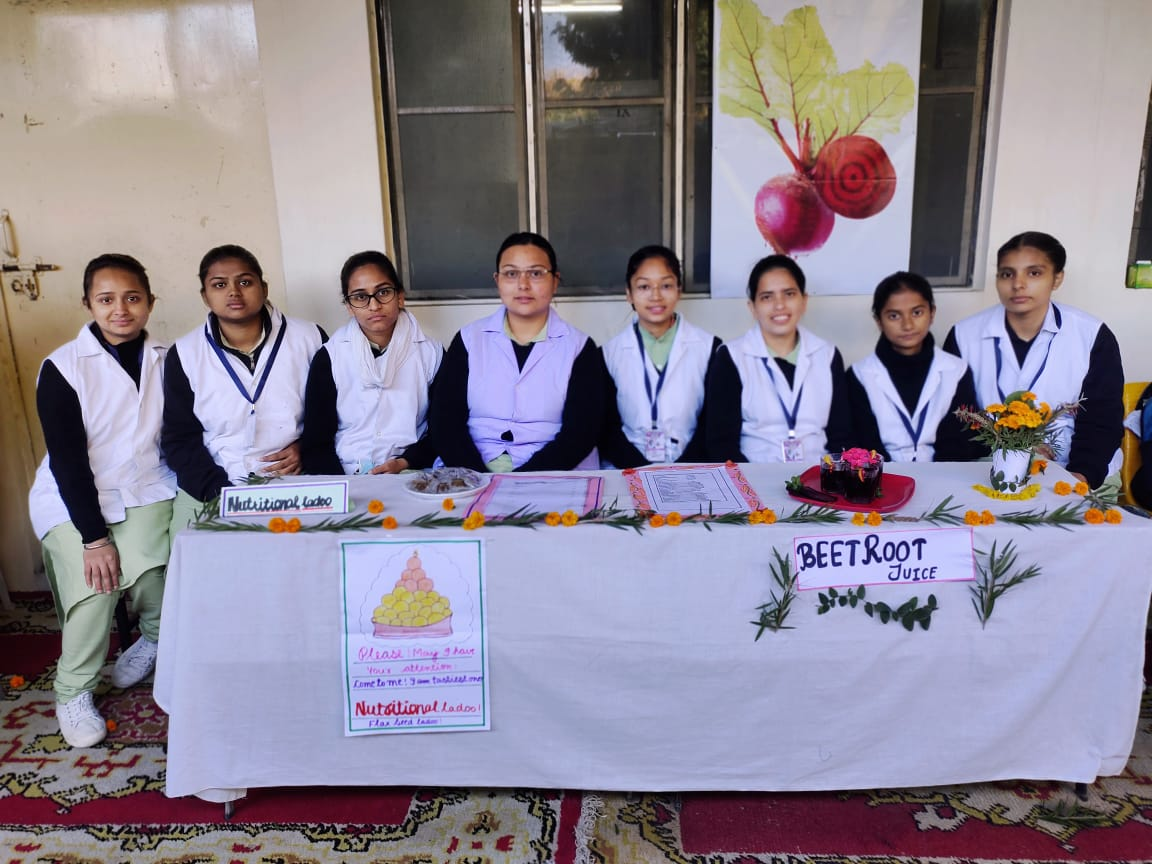 Nutritional Ladoo
BEETROOT
JUICE
Please! May I have
Your attention!
Come to me! I am tastiest one
Nutritional Ladoo!
Flax Seed Ladoo!